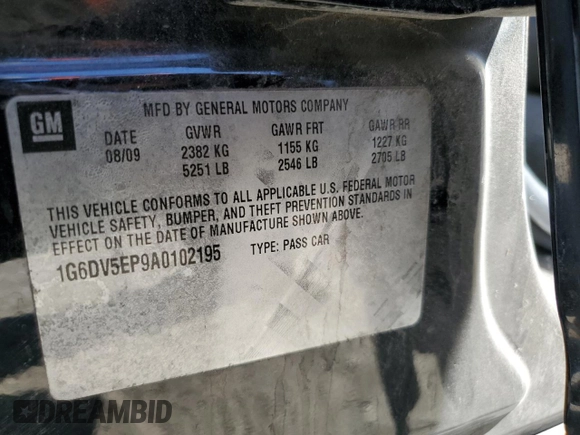 GM
MFD BY GENERAL MOTORS COMPANY
DATE GVWR GAWR FRT GAWR RR
08/09 2382 KG 1155 KG 1227 KG
5251 LB 2546 LB 2705 LB
THIS VEHICLE CONFORMS TO ALL APPLICABLE U.S. FEDERAL MOTOR
VEHICLE SAFETY, BUMPER, AND THEFT PREVENTION STANDARDS IN
EFFECT ON THE DATE OF MANUFACTURE SHOWN ABOVE.
1G6DV5EP9A0102195 TYPE: PASS CAR
DREAMBID